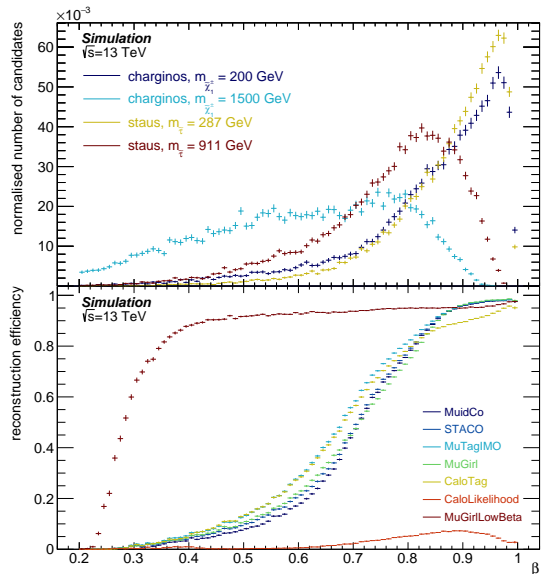 ×10⁻³
Simulation
√s=13 TeV
charginos, m_χ̃₁± = 200 GeV
charginos, m_χ̃₁± = 1500 GeV
staus, m_τ̃ = 287 GeV
staus, m_τ̃ = 911 GeV
normalised number of candidates
60
50
40
30
20
10
Simulation
√s=13 TeV
reconstruction efficiency
1
0.8
0.6
0.4
0.2
0
MuidCo
STACO
MuTagIMO
MuGirl
CaloTag
CaloLikelihood
MuGirlLowBeta
0.2 0.3 0.4 0.5 0.6 0.7 0.8 0.9 1
β